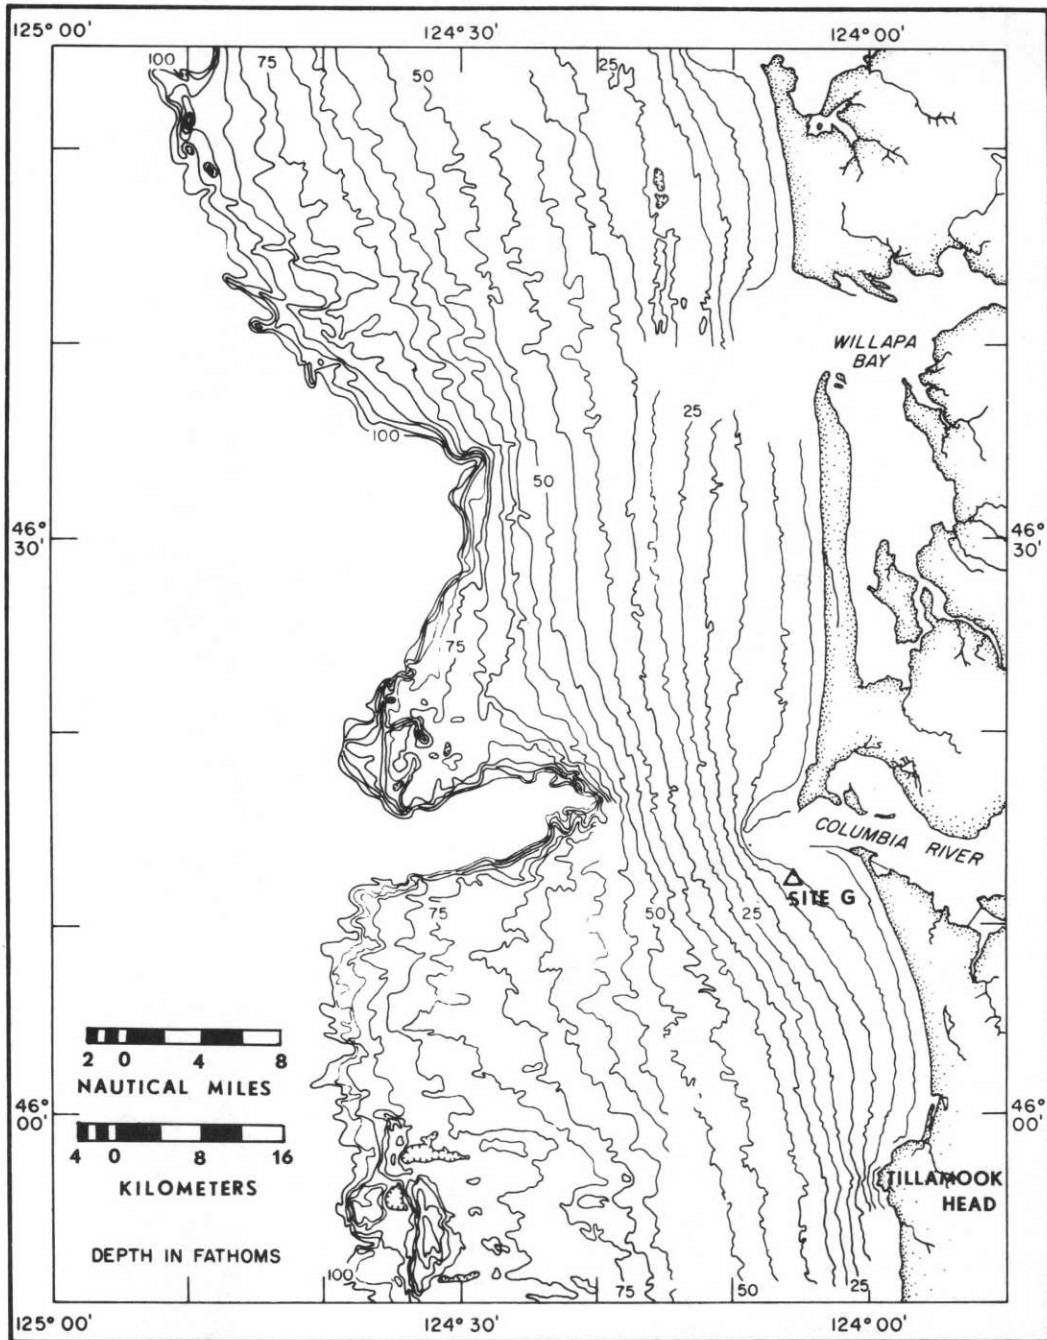 125° 00'
124° 30'
124° 00'
100
75
50
25
WILLAPA
BAY
100
25
50
46°
30'
46°
30'
75
COLUMBIA RIVER
SITE G
75
50
25
2 0 4 8
NAUTICAL MILES
46°
00'
46°
00'
4 0 8 16
KILOMETERS
TILLAMOOK
HEAD
DEPTH IN FATHOMS
100
75
50
25
125° 00'
124° 30'
124° 00'